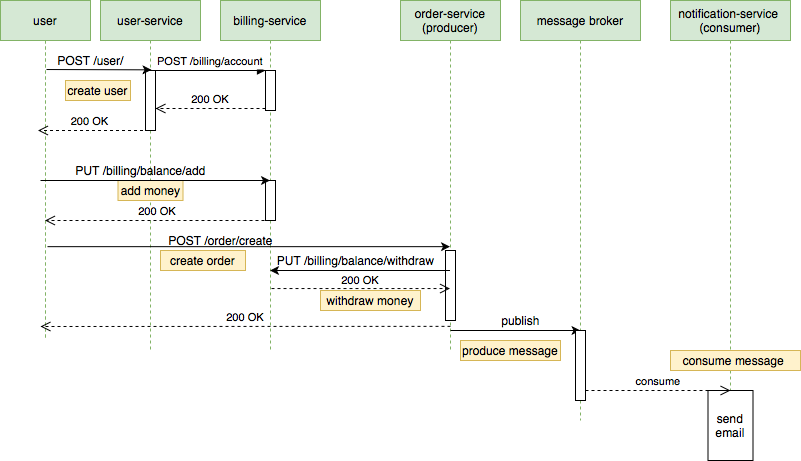 user
user-service
billing-service
order-service
(producer)
message broker
notification-service
(consumer)
POST /user/
POST /billing/account
create user
200 OK
200 OK
PUT /billing/balance/add
add money
200 OK
POST /order/create
create order
PUT /billing/balance/withdraw
200 OK
withdraw money
200 OK
publish
produce message
consume message
consume
send
email